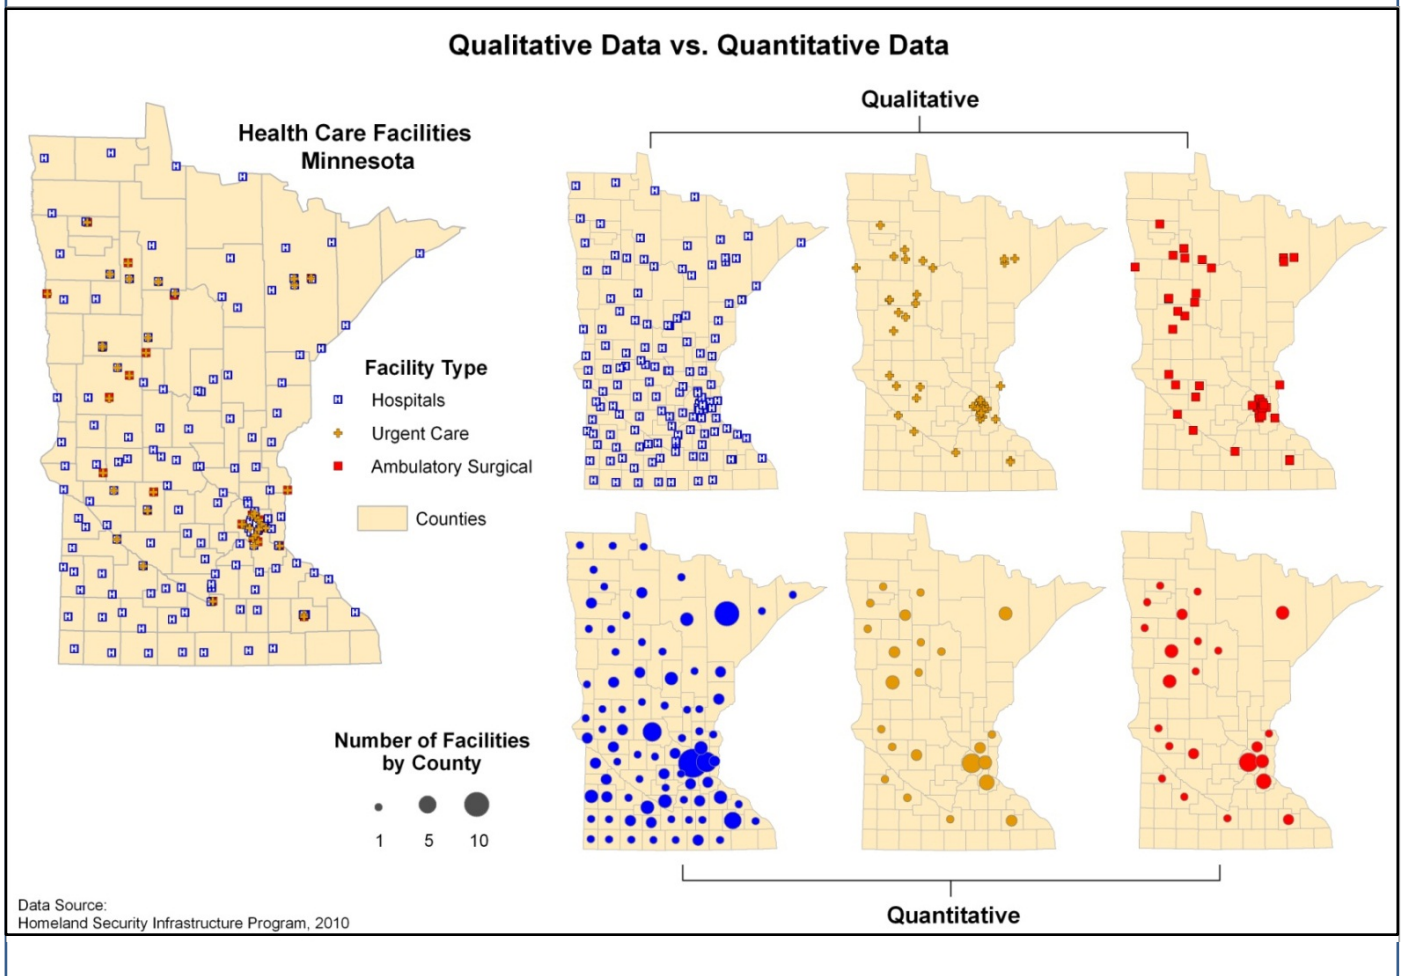 Qualitative Data vs. Quantitative Data
Qualitative
Health Care Facilities
Minnesota
Facility Type
H Hospitals
Urgent Care
Ambulatory Surgical
Counties
Number of Facilities
by County
1 5 10
Quantitative
Data Source:
Homeland Security Infrastructure Program, 2010